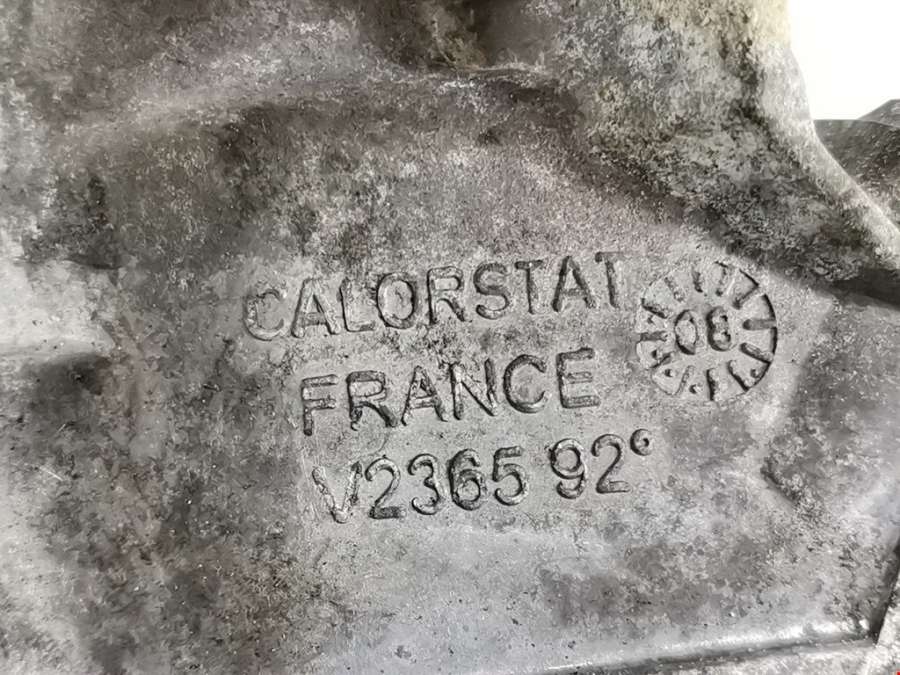 CALORSTAT
08
FRANCE
V2365 92°